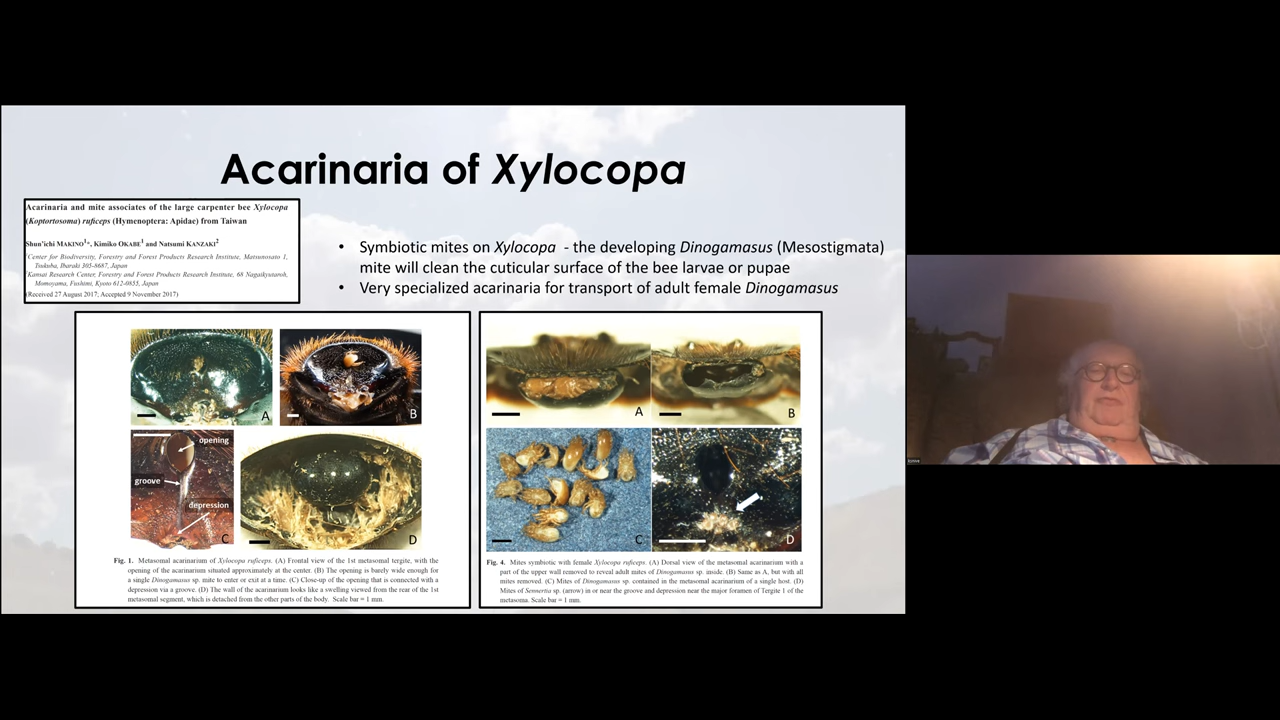 Acarinaria of Xylocopa
Acarinaria and mite associates of the large carpenter bee Xylocopa
(Koptortosoma) ruficeps (Hymenoptera: Apidae) from Taiwan
Shun'ichi MAKINO1*, Kimiko OKABE1 and Natsumi KANZAKI2
1Center for Biodiversity, Forestry and Forest Products Research Institute, Matsunosato 1,
Tsukuba, Ibaraki 305-8687, Japan
2Kansai Research Center, Forestry and Forest Products Research Institute, 68 Nagaikyutaroh,
Momoyama, Fushimi, Kyoto 612-0855, Japan
(Received 27 August 2017; Accepted 9 November 2017)
• Symbiotic mites on Xylocopa - the developing Dinogamasus (Mesostigmata)
mite will clean the cuticular surface of the bee larvae or pupae
• Very specialized acarinaria for transport of adult female Dinogamasus
A
B
opening
groove
depression
C
D
Fig. 1. Metasomal acarinarium of Xylocopa ruficeps. (A) Frontal view of the 1st metasomal tergite, with the
opening of the acarinarium situated approximately at the center. (B) The opening is barely wide enough for
a single Dinogamasus sp. mite to enter or exit at a time. (C) Close-up of the opening that is connected with a
depression via a groove. (D) The wall of the acarinarium looks like a swelling viewed from the rear of the 1st
metasomal segment, which is detached from the other parts of the body. Scale bar = 1 mm.
A
B
C
D
Fig. 4. Mites symbiotic with female Xylocopa ruficeps. (A) Dorsal view of the metasomal acarinarium with a
part of the upper wall removed to reveal adult mites of Dinogamasus sp. inside. (B) Same as A, but with all
mites removed. (C) Mites of Dinogamasus sp. contained in the metasomal acarinarium of a single host. (D)
Mites of Sennertia sp. (arrow) in or near the groove and depression near the major foramen of Tergite 1 of the
metasoma. Scale bar = 1 mm.